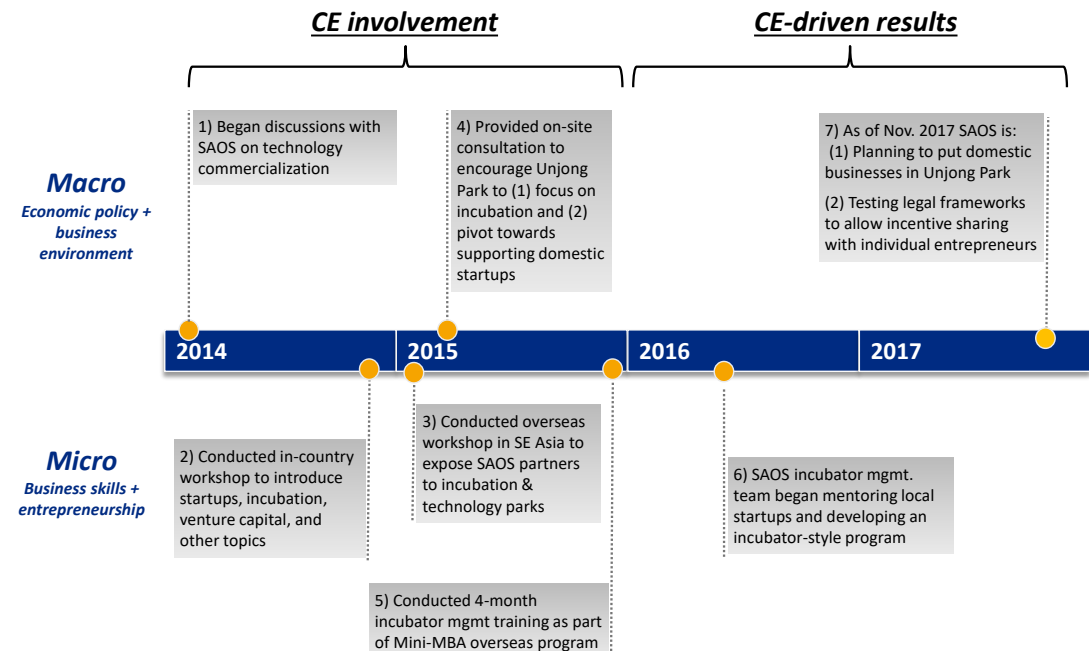 CE involvement
CE-driven results
Macro
Economic policy +
business
environment
1) Began discussions with
SAOS on technology
commercialization
4) Provided on-site
consultation to
encourage Unjong
Park to (1) focus on
incubation and (2)
pivot towards
supporting domestic
startups
7) As of Nov. 2017 SAOS is:
(1) Planning to put domestic
businesses in Unjong Park
(2) Testing legal frameworks
to allow incentive sharing
with individual entrepreneurs
2014
2015
2016
2017
Micro
Business skills +
entrepreneurship
2) Conducted in-country
workshop to introduce
startups, incubation,
venture capital, and
other topics
3) Conducted overseas
workshop in SE Asia to
expose SAOS partners
to incubation &
technology parks
6) SAOS incubator mgmt.
team began mentoring local
startups and developing an
incubator-style program
5) Conducted 4-month
incubator mgmt training as part
of Mini-MBA overseas program